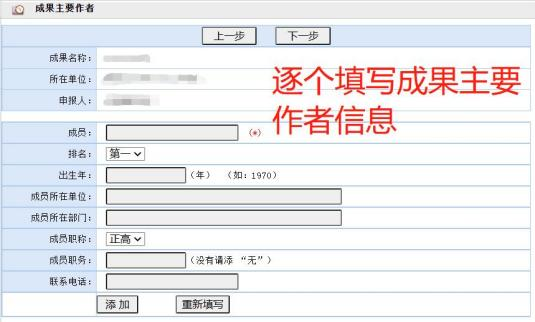 成果主要作者
上一步 下一步
成果名称：
所在单位：
申报人：
逐个填写成果主要
作者信息
成员： (*)
排名： 第一
出生年： （年） （如：1970）
成员所在单位：
成员所在部门：
成员职称： 正高
成员职务： （没有请添 “无”）
联系电话：
添 加 重新填写